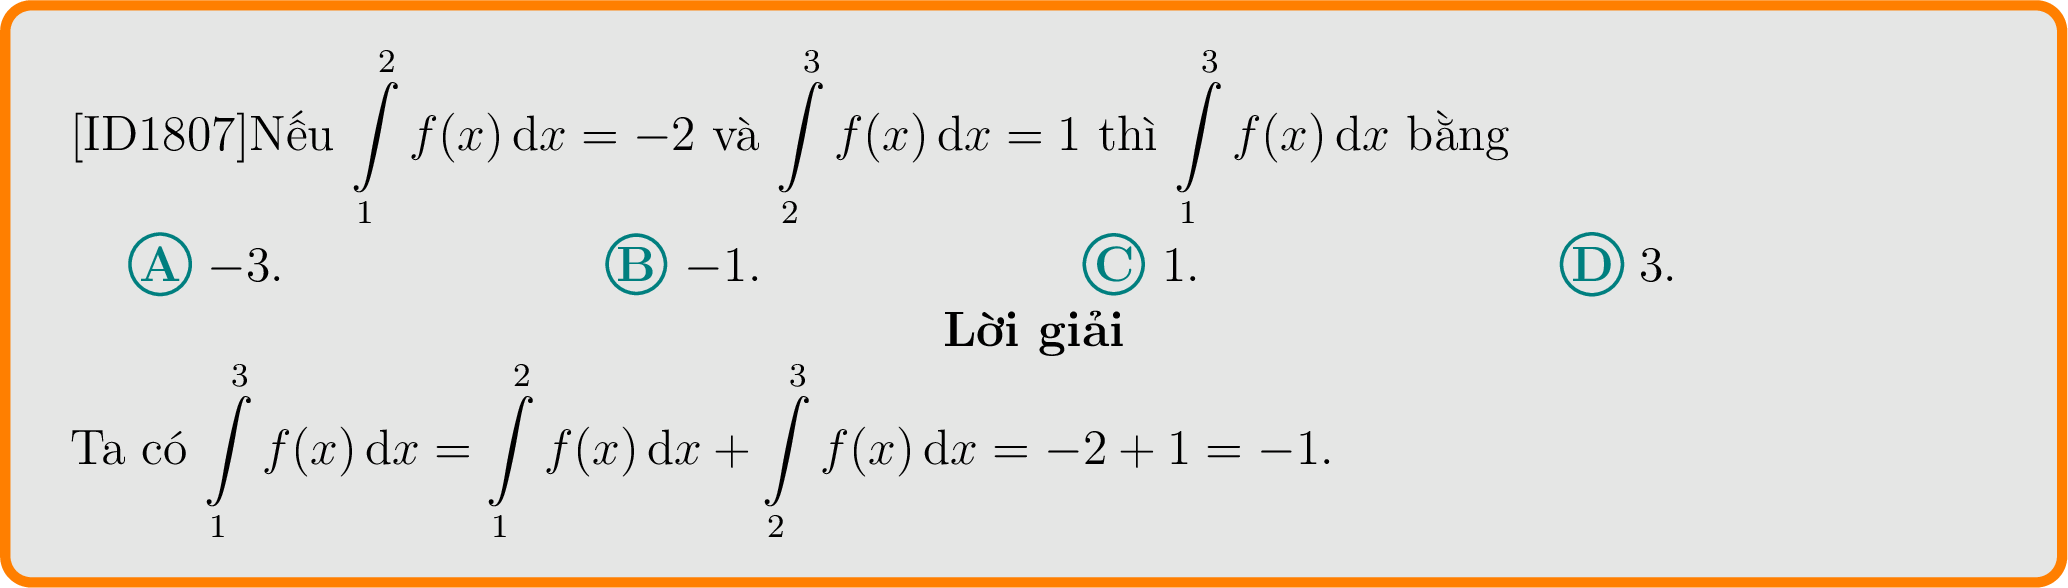 [ID1807]Nếu $\int\limits_1^2 f(x)\,\mathrm{d}x = -2$ và $\int\limits_2^3 f(x)\,\mathrm{d}x = 1$ thì $\int\limits_1^3 f(x)\,\mathrm{d}x$ bằng
A −3. B −1. C 1. D 3.
Lời giải
Ta có $\int\limits_1^3 f(x)\,\mathrm{d}x = \int\limits_1^2 f(x)\,\mathrm{d}x + \int\limits_2^3 f(x)\,\mathrm{d}x = -2 + 1 = -1.$